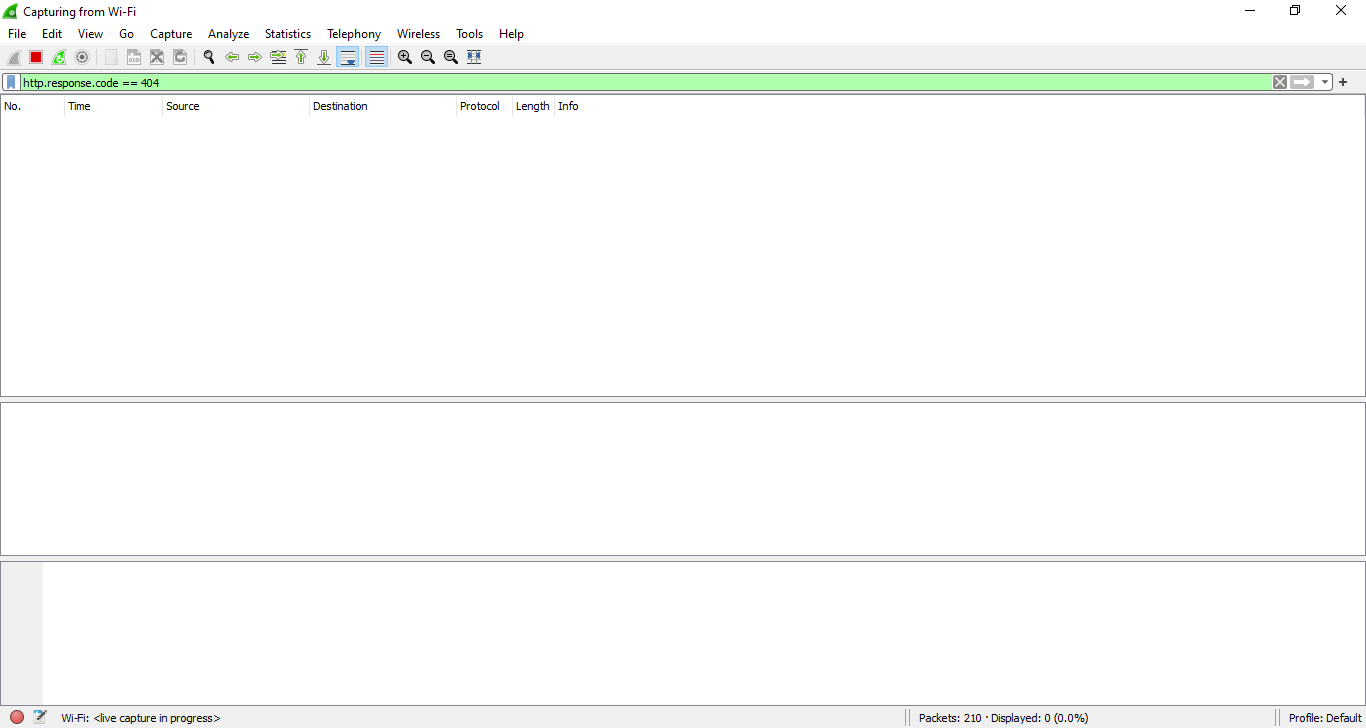 Capturing from Wi-Fi
File Edit View Go Capture Analyze Statistics Telephony Wireless Tools Help
http.response.code == 404
No. Time Source Destination Protocol Length Info
Wi-Fi: <live capture in progress> Packets: 210 · Displayed: 0 (0.0%) Profile: Default